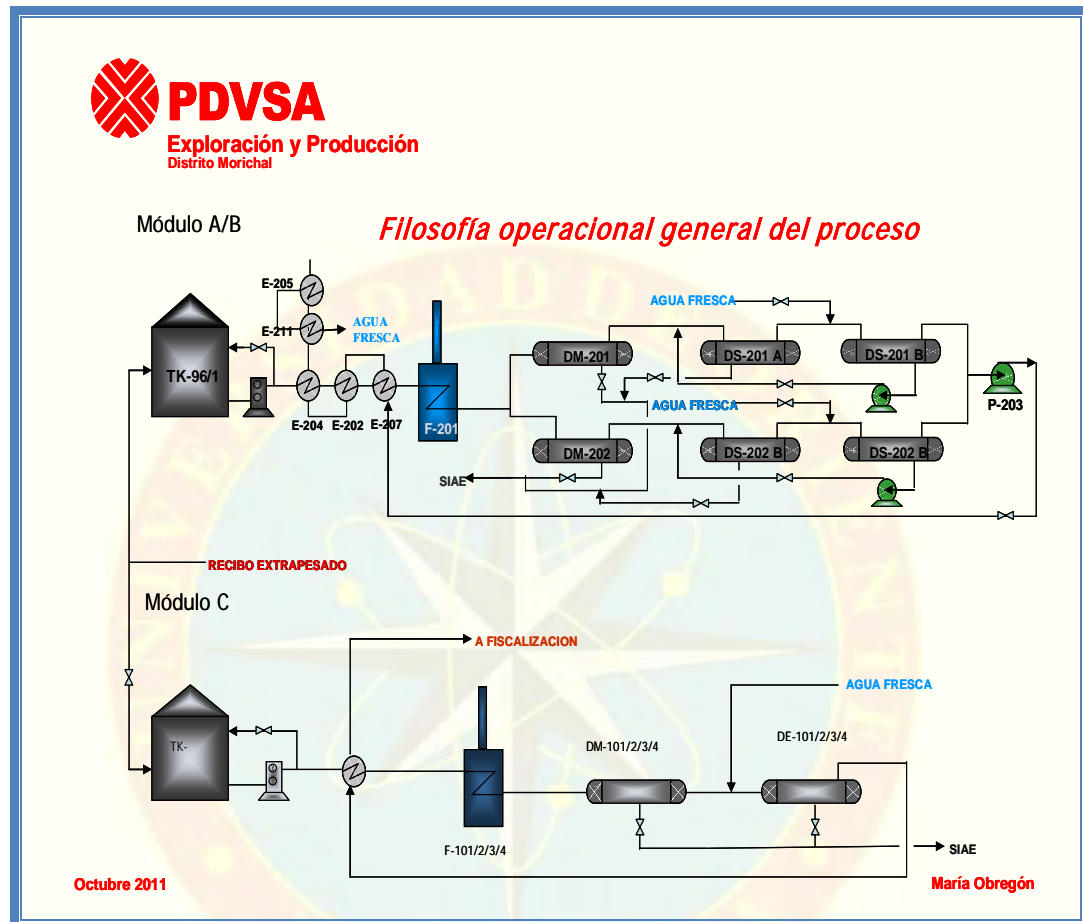 PDVSA
Exploración y Producción
Distrito Morichal
Módulo A/B
Filosofía operacional general del proceso
E-205
E-211
AGUA
FRESCA
TK-96/1
E-204
E-202
E-207
F-201
AGUA FRESCA
DM-201
DS-201 A
DS-201 B
AGUA FRESCA
P-203
DM-202
DS-202 B
DS-202 B
SIAE
RECIBO EXTRAPESADO
Módulo C
A FISCALIZACION
AGUA FRESCA
TK-
DM-101/2/3/4
DE-101/2/3/4
F-101/2/3/4
SIAE
Octubre 2011
María Obregón